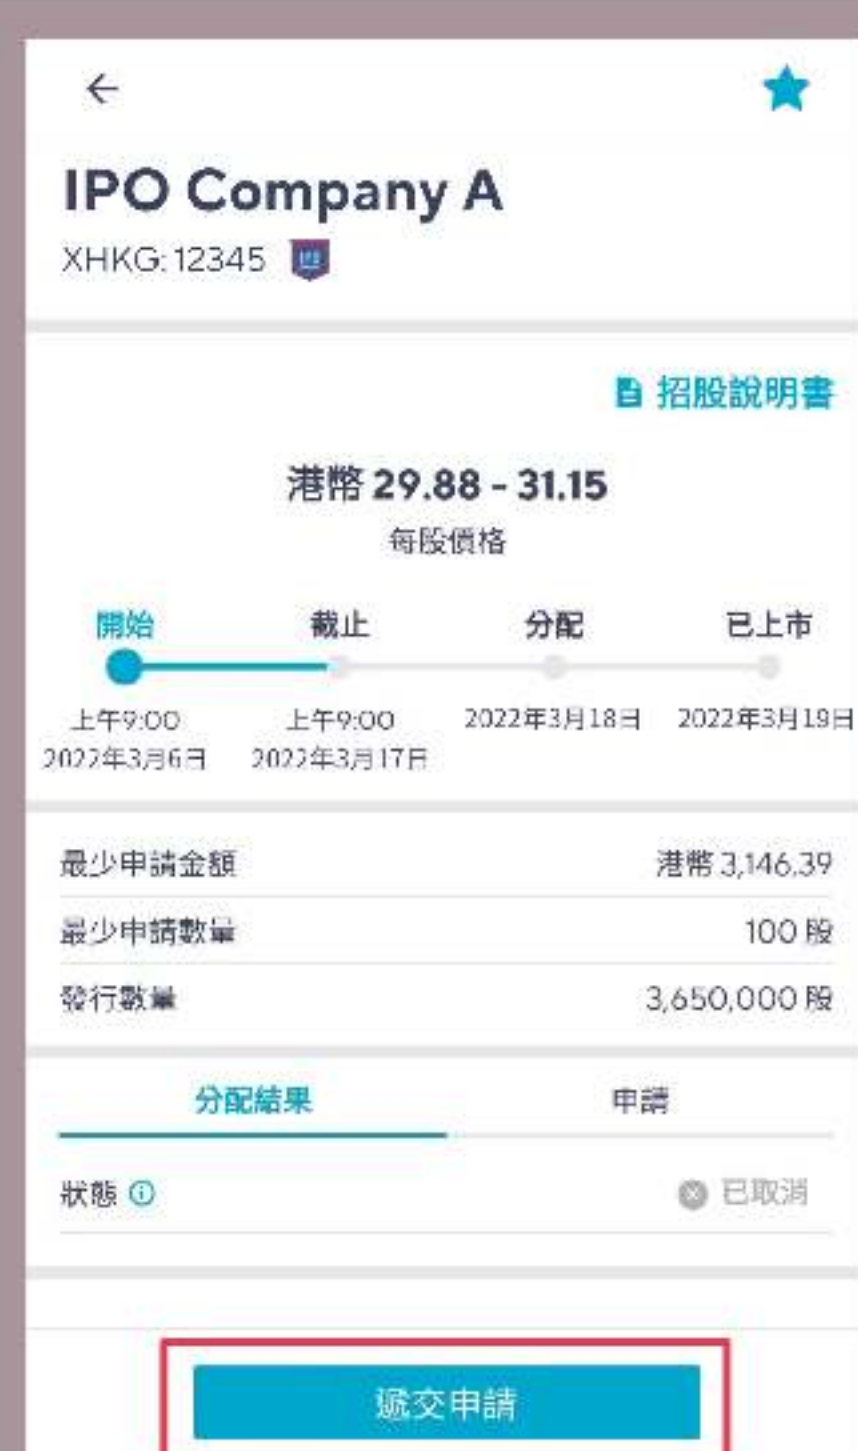 IPO Company A
XHKG: 12345
招股說明書
港幣 29.88 - 31.15
每股價格
開始 截止 分配 已上市
上午9:00 上午9:00 2022年3月18日 2022年3月19日
2022年3月6日 2022年3月17日
最少申請金額 港幣 3,146.39
最少申請數量 100 股
發行數量 3,650,000 股
分配結果 申請
狀態 已取消
遞交申請